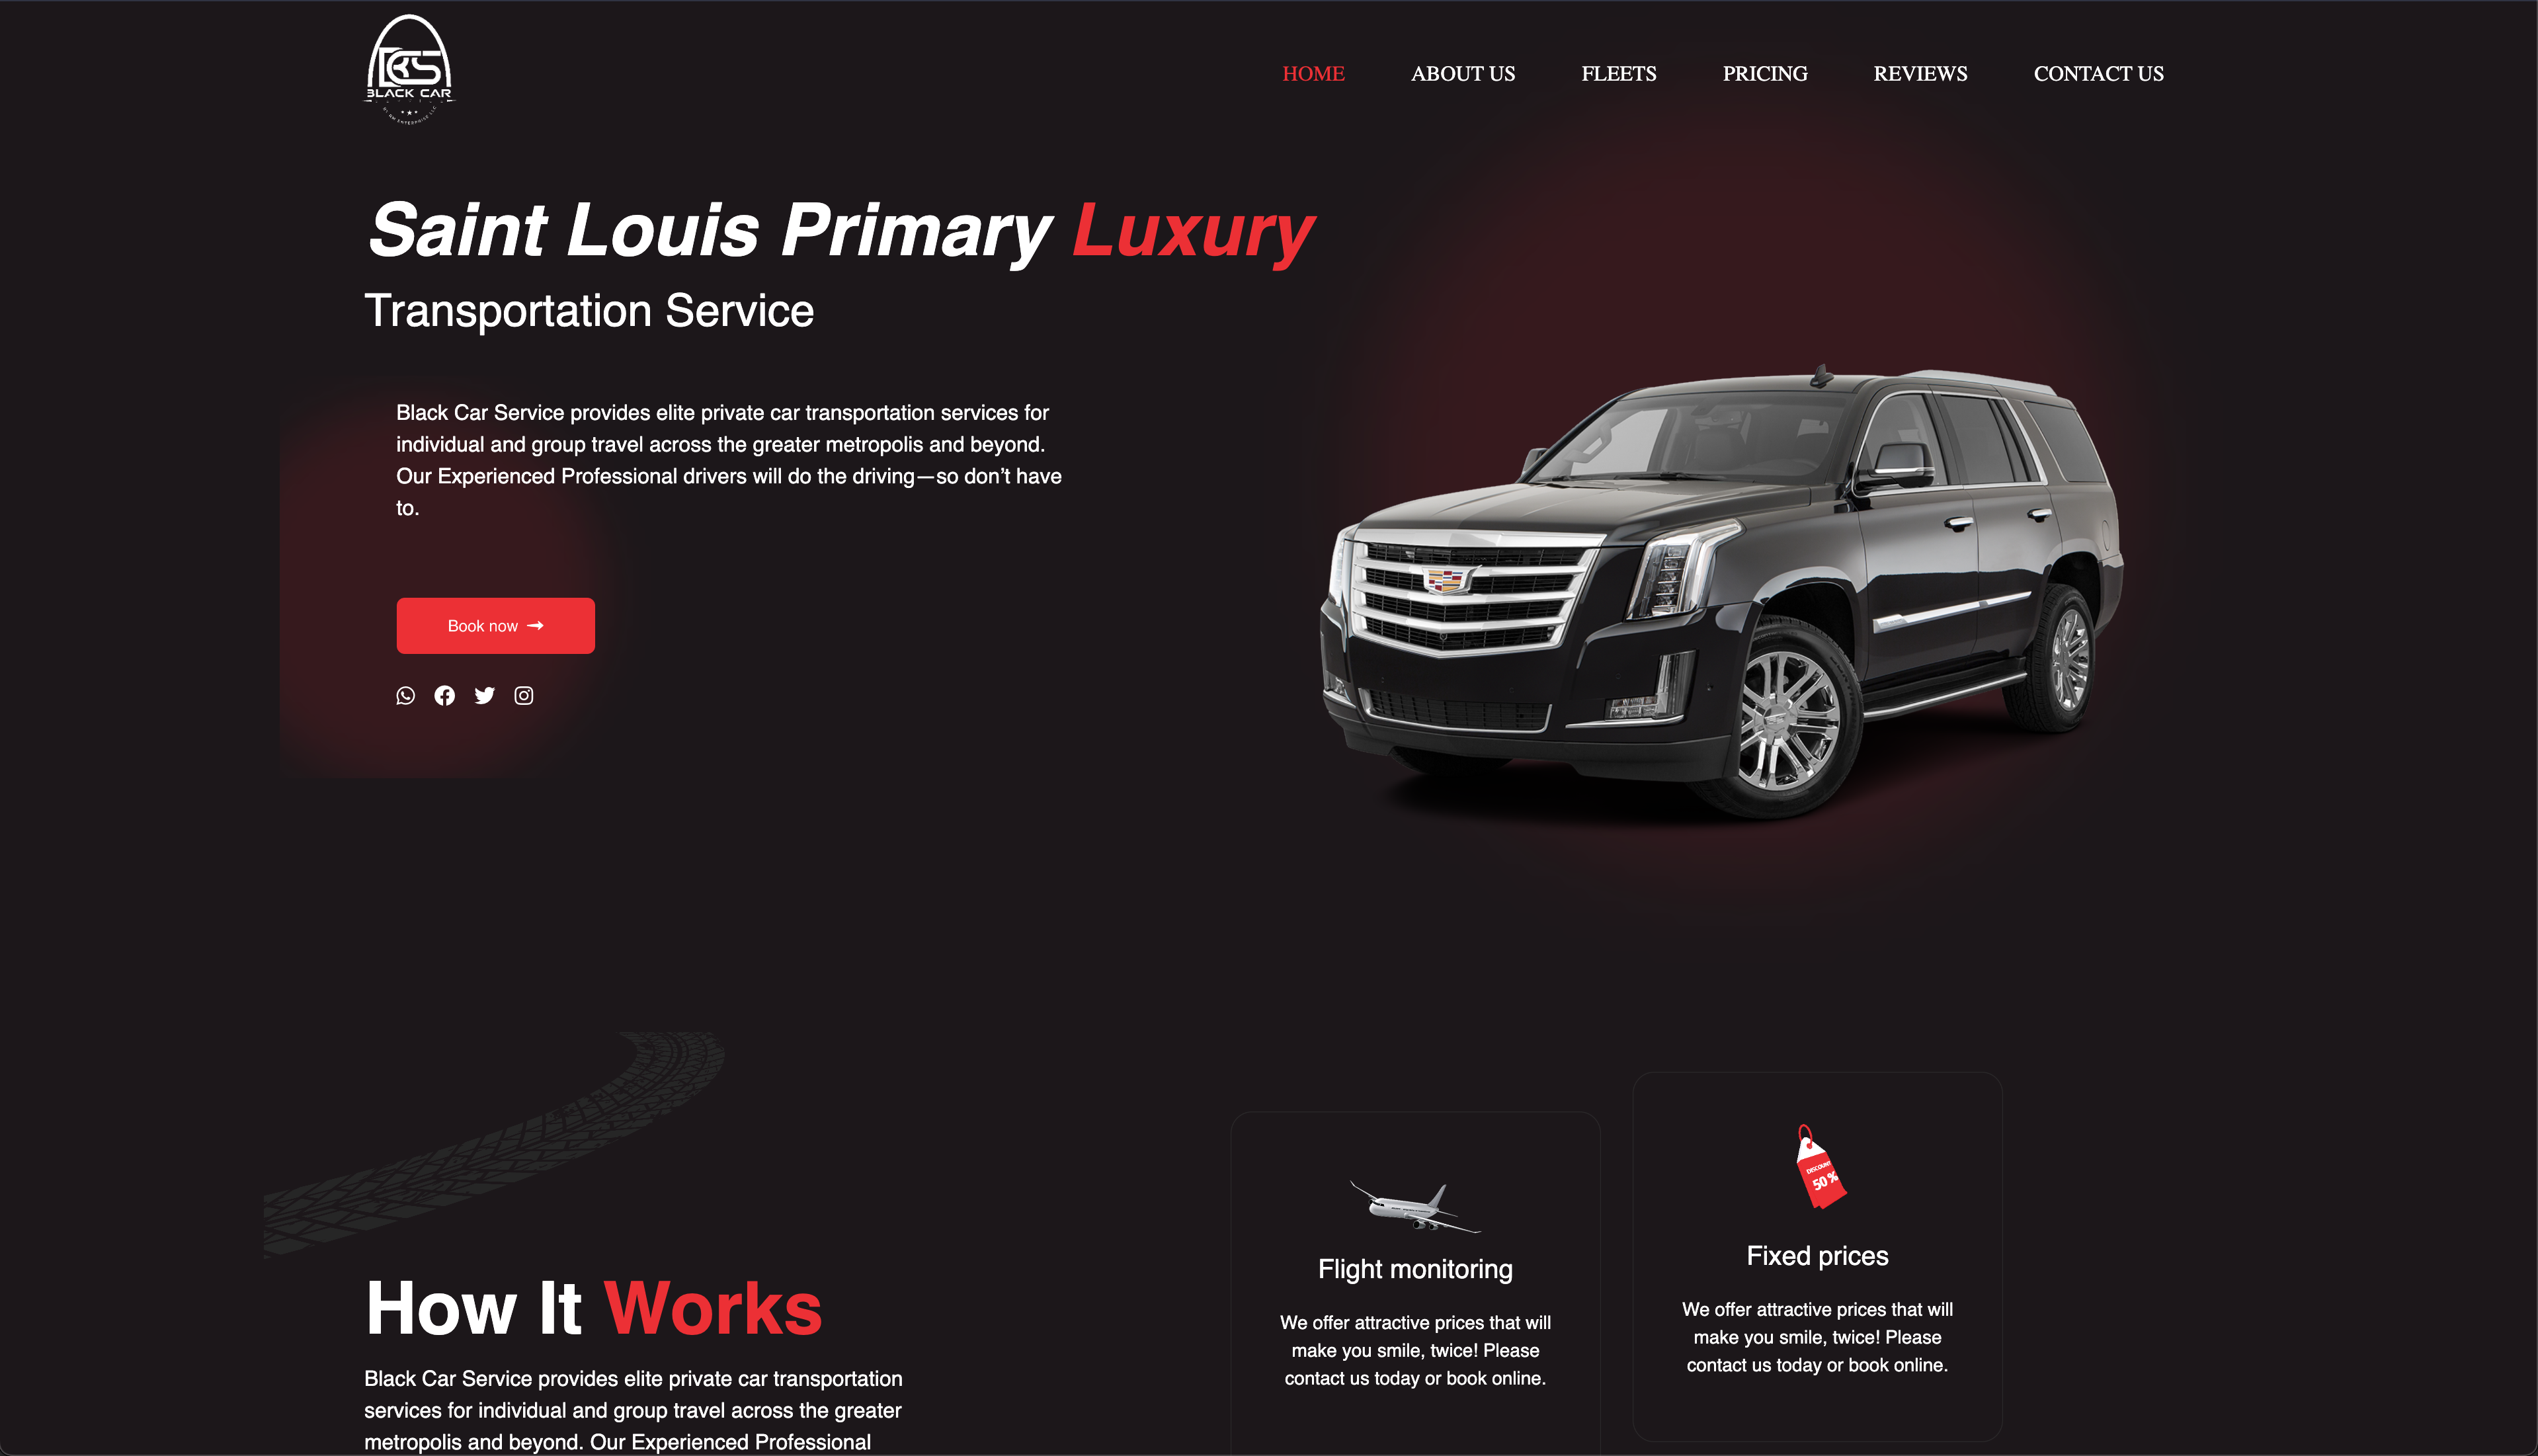 BCS
BLACK CAR
HOME ABOUT US FLEETS PRICING REVIEWS CONTACT US
Saint Louis Primary Luxury
Transportation Service
Black Car Service provides elite private car transportation services for
individual and group travel across the greater metropolis and beyond.
Our Experienced Professional drivers will do the driving—so don’t have
to.
Book now
DISCOUNT
50%
Flight monitoring
Fixed prices
We offer attractive prices that will
make you smile, twice! Please
contact us today or book online.
We offer attractive prices that will
make you smile, twice! Please
contact us today or book online.
How It Works
Black Car Service provides elite private car transportation
services for individual and group travel across the greater
metropolis and beyond. Our Experienced Professional